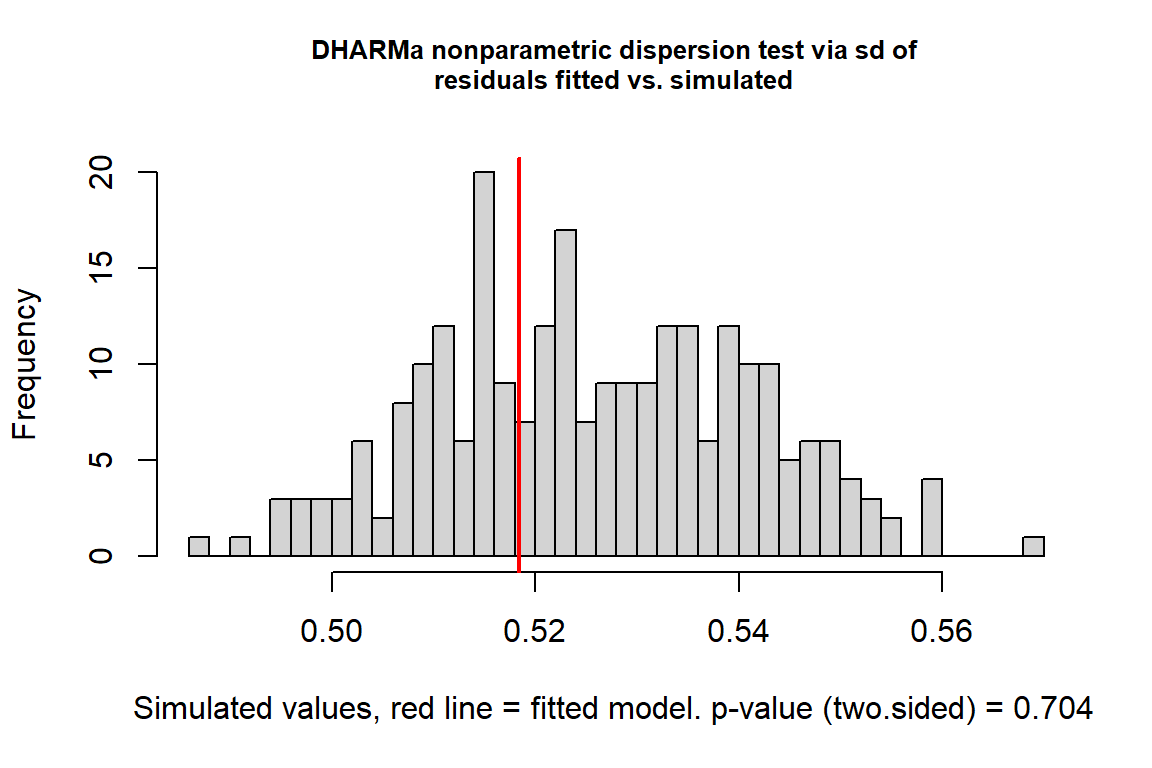 DHARMa nonparametric dispersion test via sd of
residuals fitted vs. simulated
Frequency
20
15
10
5
0
0.50 0.52 0.54 0.56
Simulated values, red line = fitted model. p-value (two.sided) = 0.704